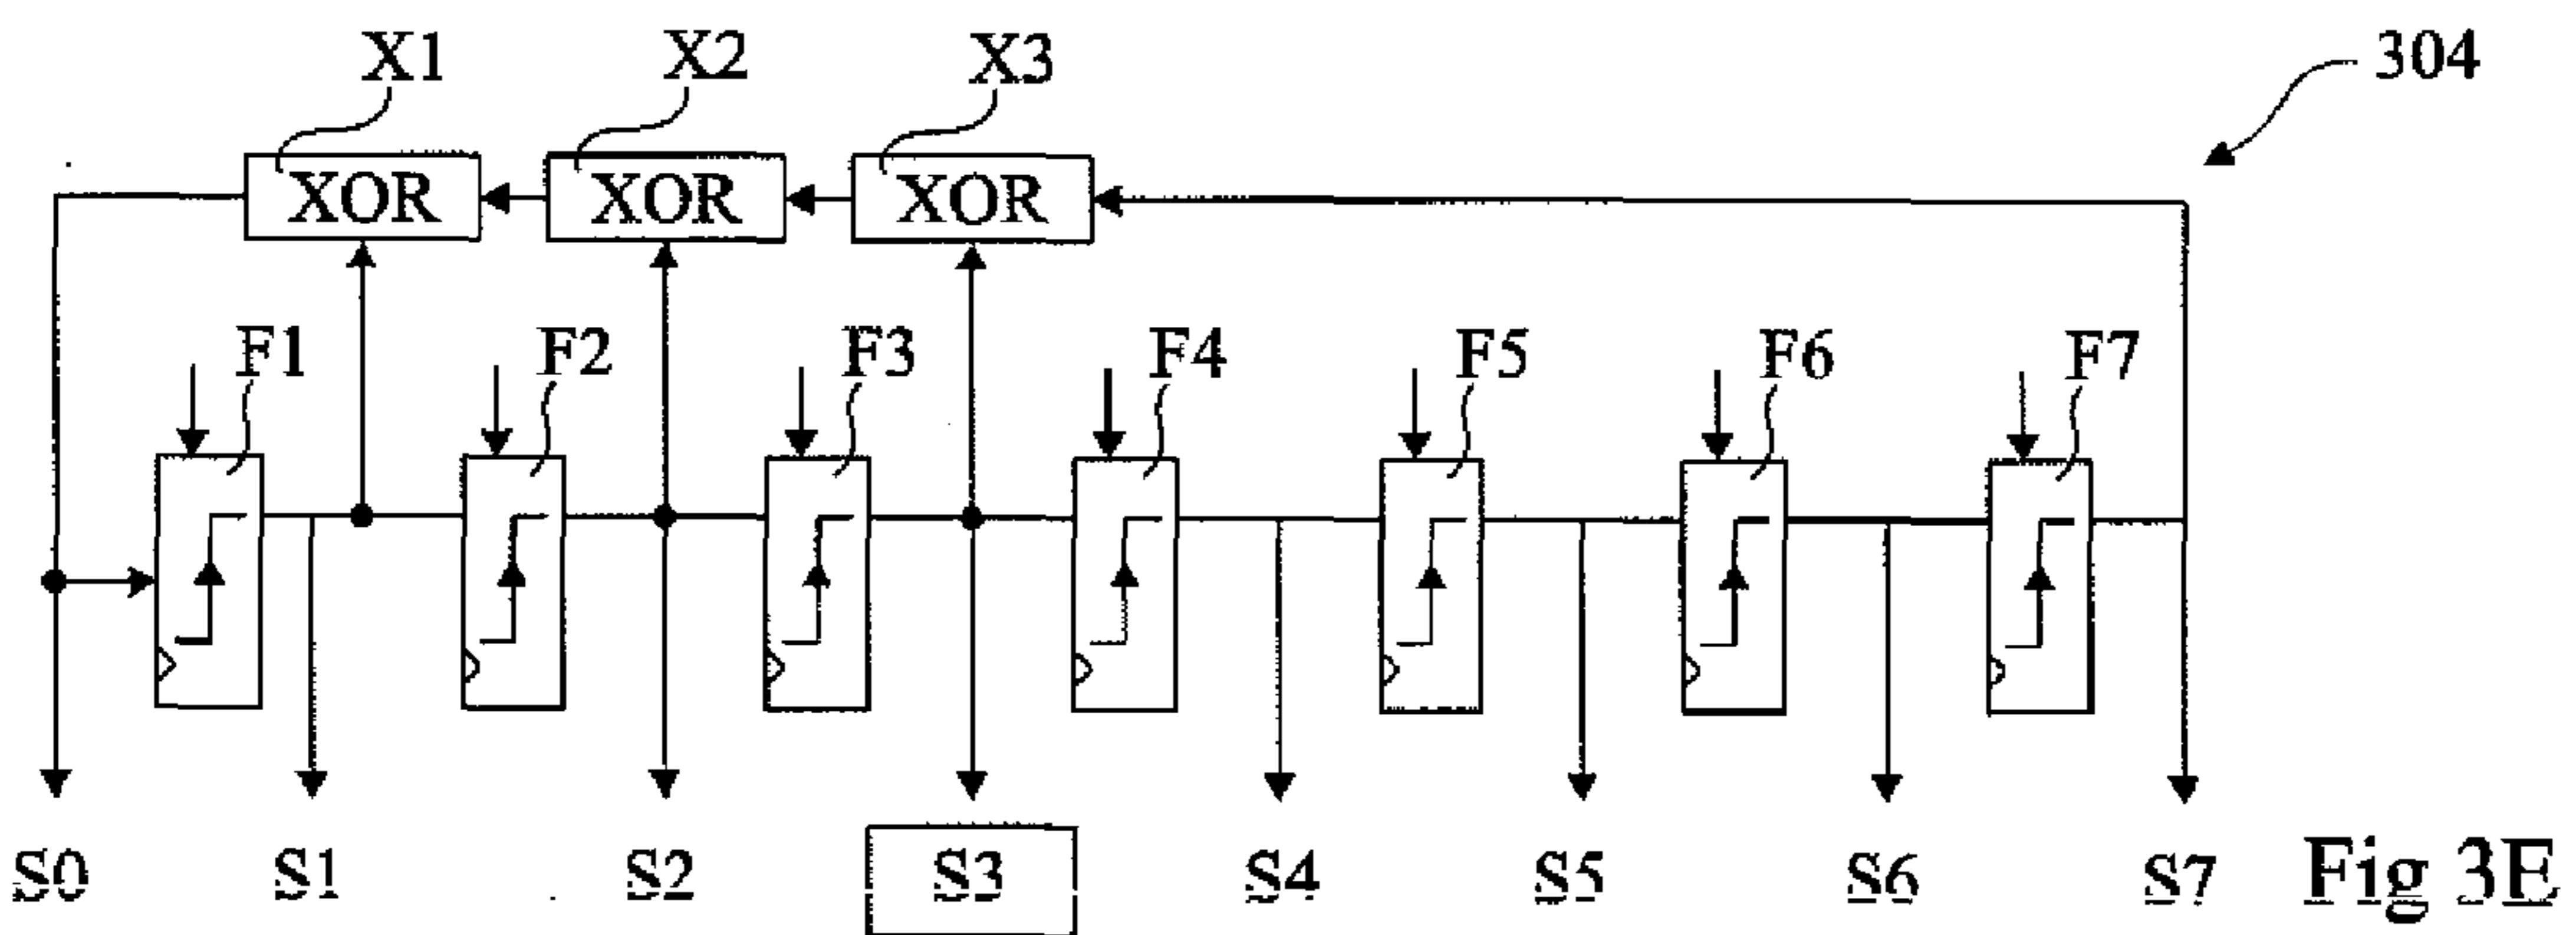 X1 X2 X3 304
XOR XOR XOR
F1 F2 F3 F4 F5 F6 F7
S0 S1 S2 S3 S4 S5 S6 S7 Fig 3E